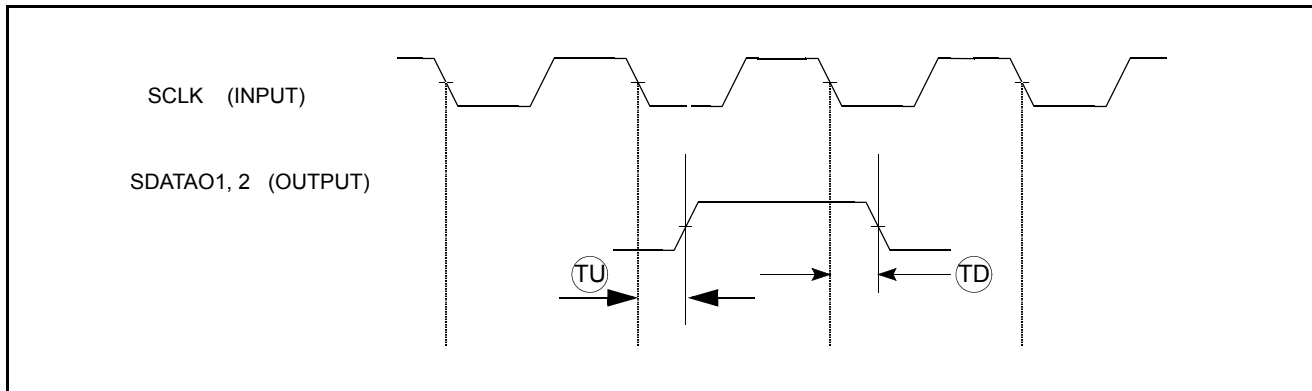 SCLK (INPUT)
SDATAO1, 2 (OUTPUT)
TU
TD